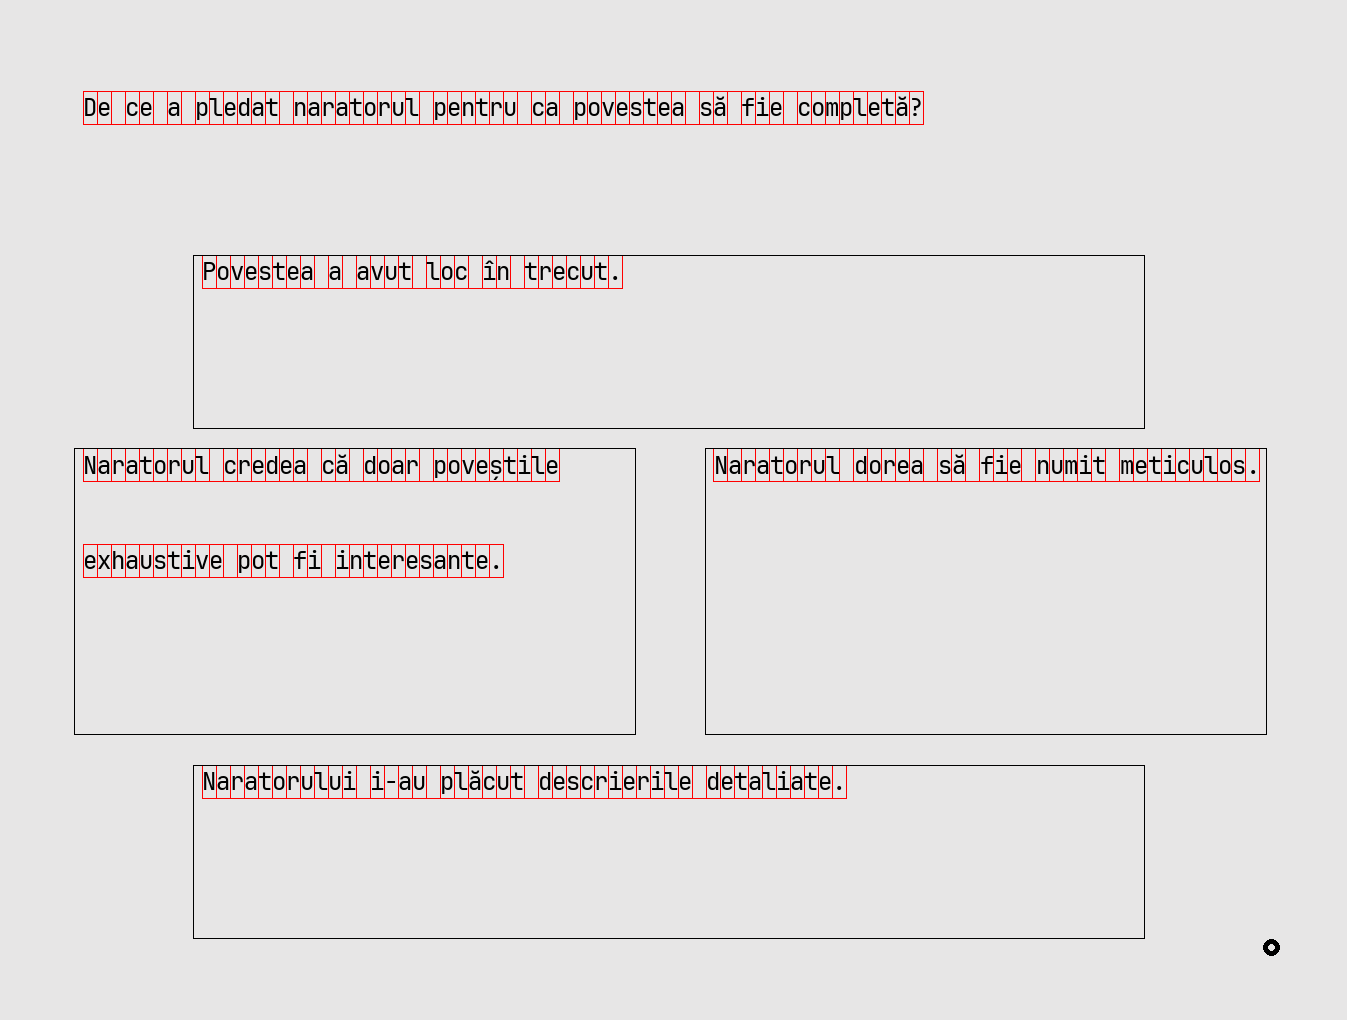 De ce a pledat naratorul pentru ca povestea să fie completă?
Povestea a avut loc în trecut.
Naratorul credea că doar poveștile
exhaustive pot fi interesante.
Naratorul dorea să fie numit meticulos.
Naratorului i-au plăcut descrierile detaliate.